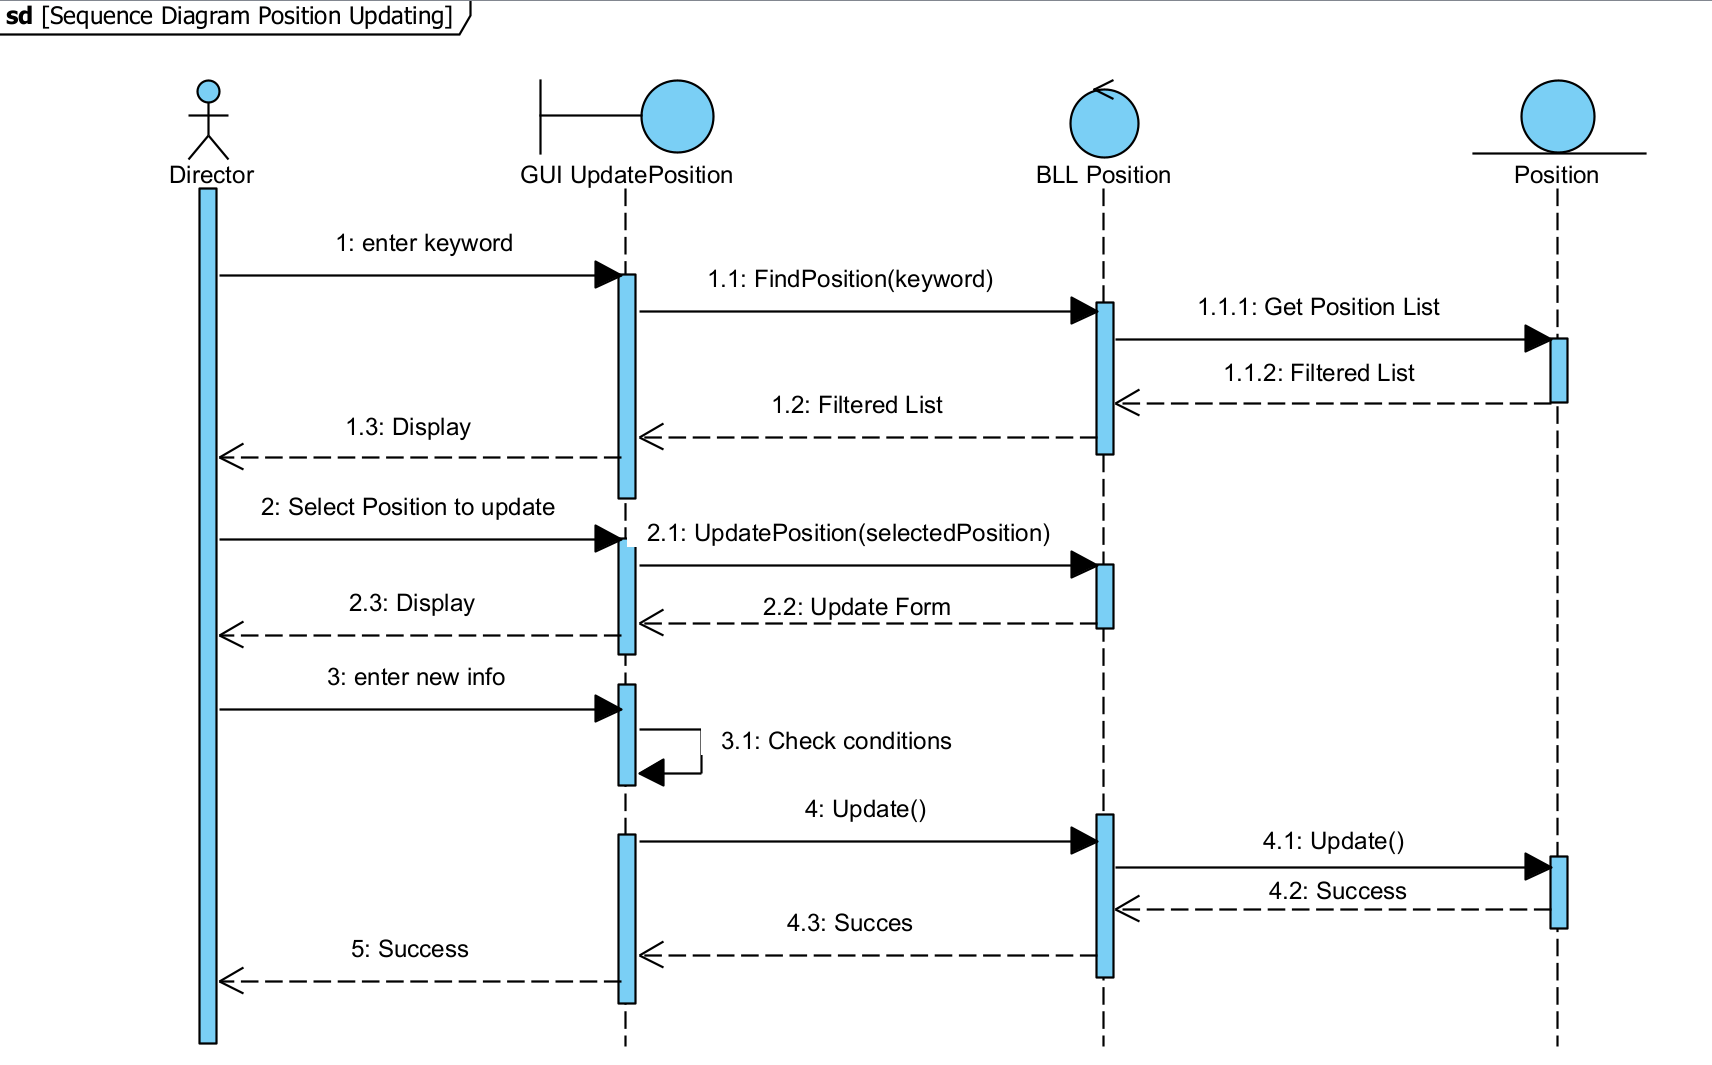 sd [Sequence Diagram Position Updating]
Director
GUI UpdatePosition
BLL Position
Position
1: enter keyword
1.1: FindPosition(keyword)
1.1.1: Get Position List
1.1.2: Filtered List
1.2: Filtered List
1.3: Display
2: Select Position to update
2.1: UpdatePosition(selectedPosition)
2.2: Update Form
2.3: Display
3: enter new info
3.1: Check conditions
4: Update()
4.1: Update()
4.2: Success
4.3: Succes
5: Success